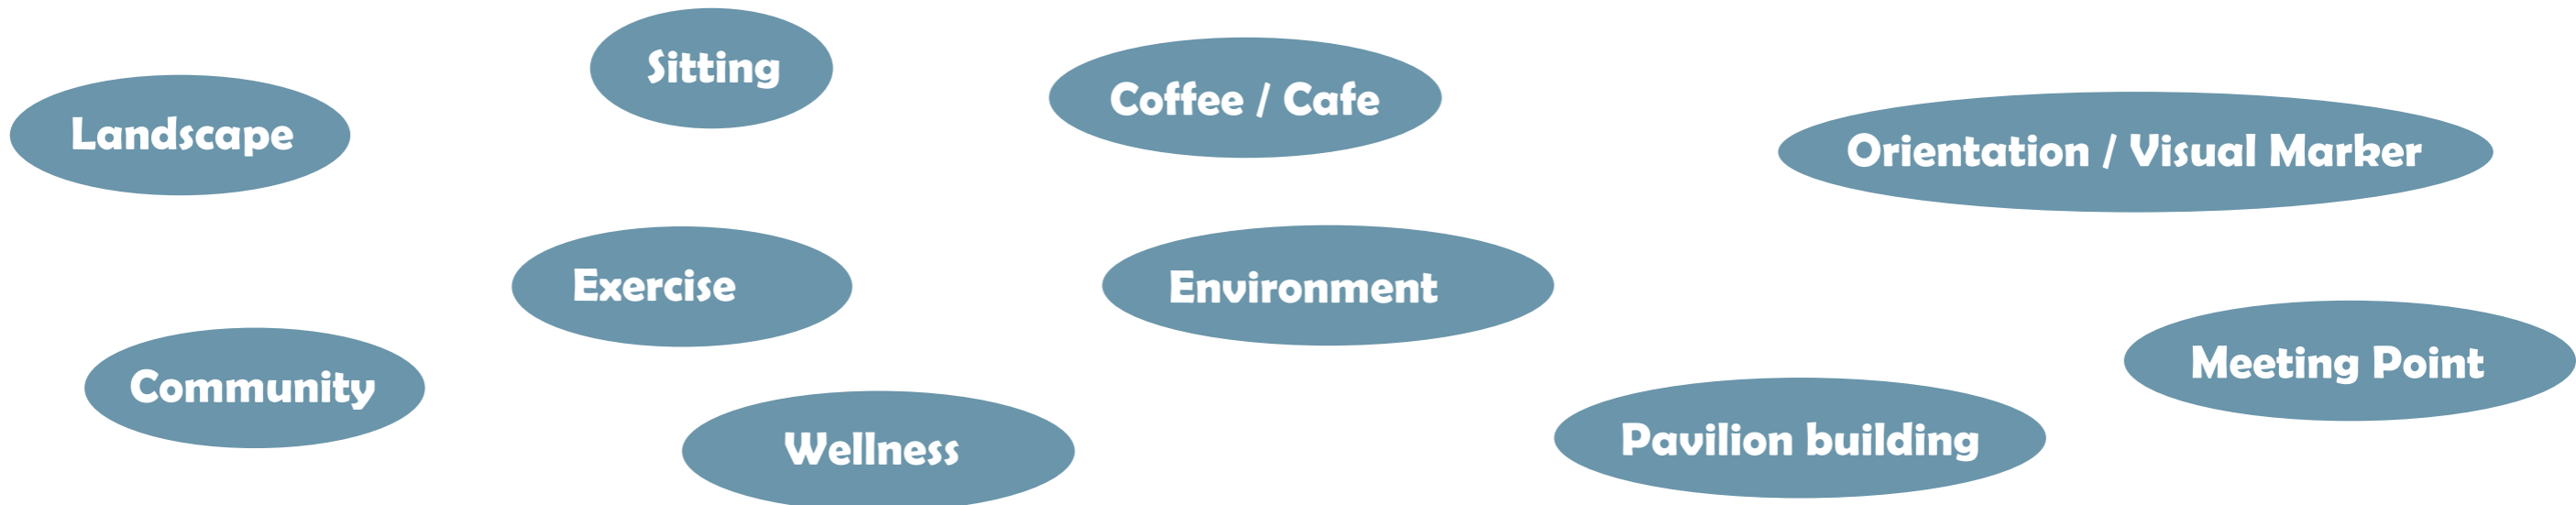 Sitting
Coffee / Cafe
Landscape
Orientation / Visual Marker
Exercise
Environment
Meeting Point
Community
Pavilion building
Wellness